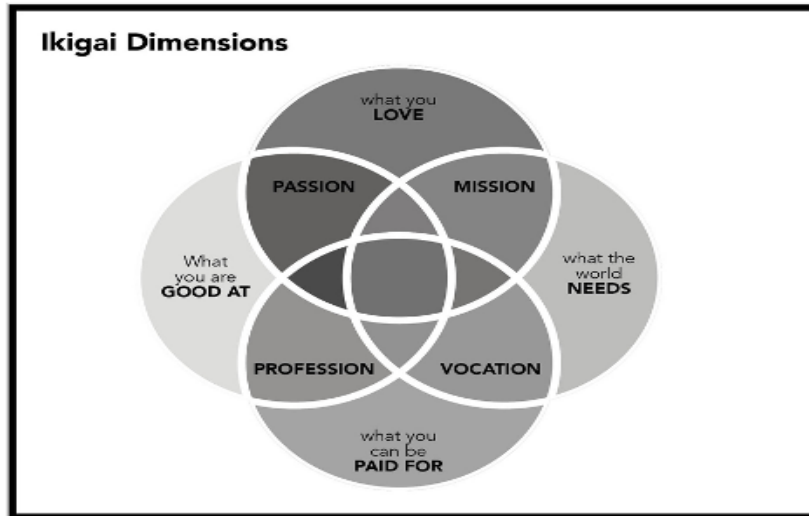 Ikigai Dimensions
what you
LOVE
PASSION
MISSION
What
you are
GOOD AT
what the
world
NEEDS
PROFESSION
VOCATION
what you
can be
PAID FOR